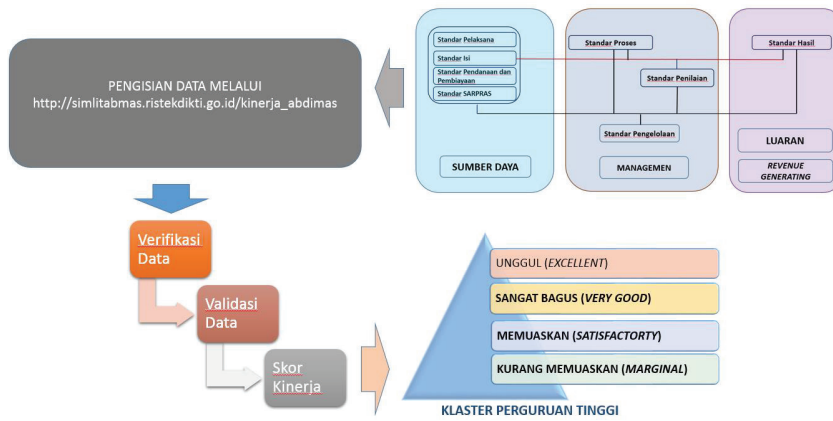 PENGISIAN DATA MELALUI
http://simlitabmas.ristekdikti.go.id/kinerja_abdimas
Standar Pelaksana
Standar Isi
Standar Pendanaan dan
Pembiayaan
Standar SARPRAS
SUMBER DAYA
Standar Proses
Standar Penilaian
Standar Pengelolaan
MANAGEMEN
Standar Hasil
LUARAN
REVENUE
GENERATING
Verifikasi
Data
Validasi
Data
Skor
Kinerja
UNGGUL (EXCELLENT)
SANGAT BAGUS (VERY GOOD)
MEMUASKAN (SATISFACTORTY)
KURANG MEMUASKAN (MARGINAL)
KLASTER PERGURUAN TINGGI